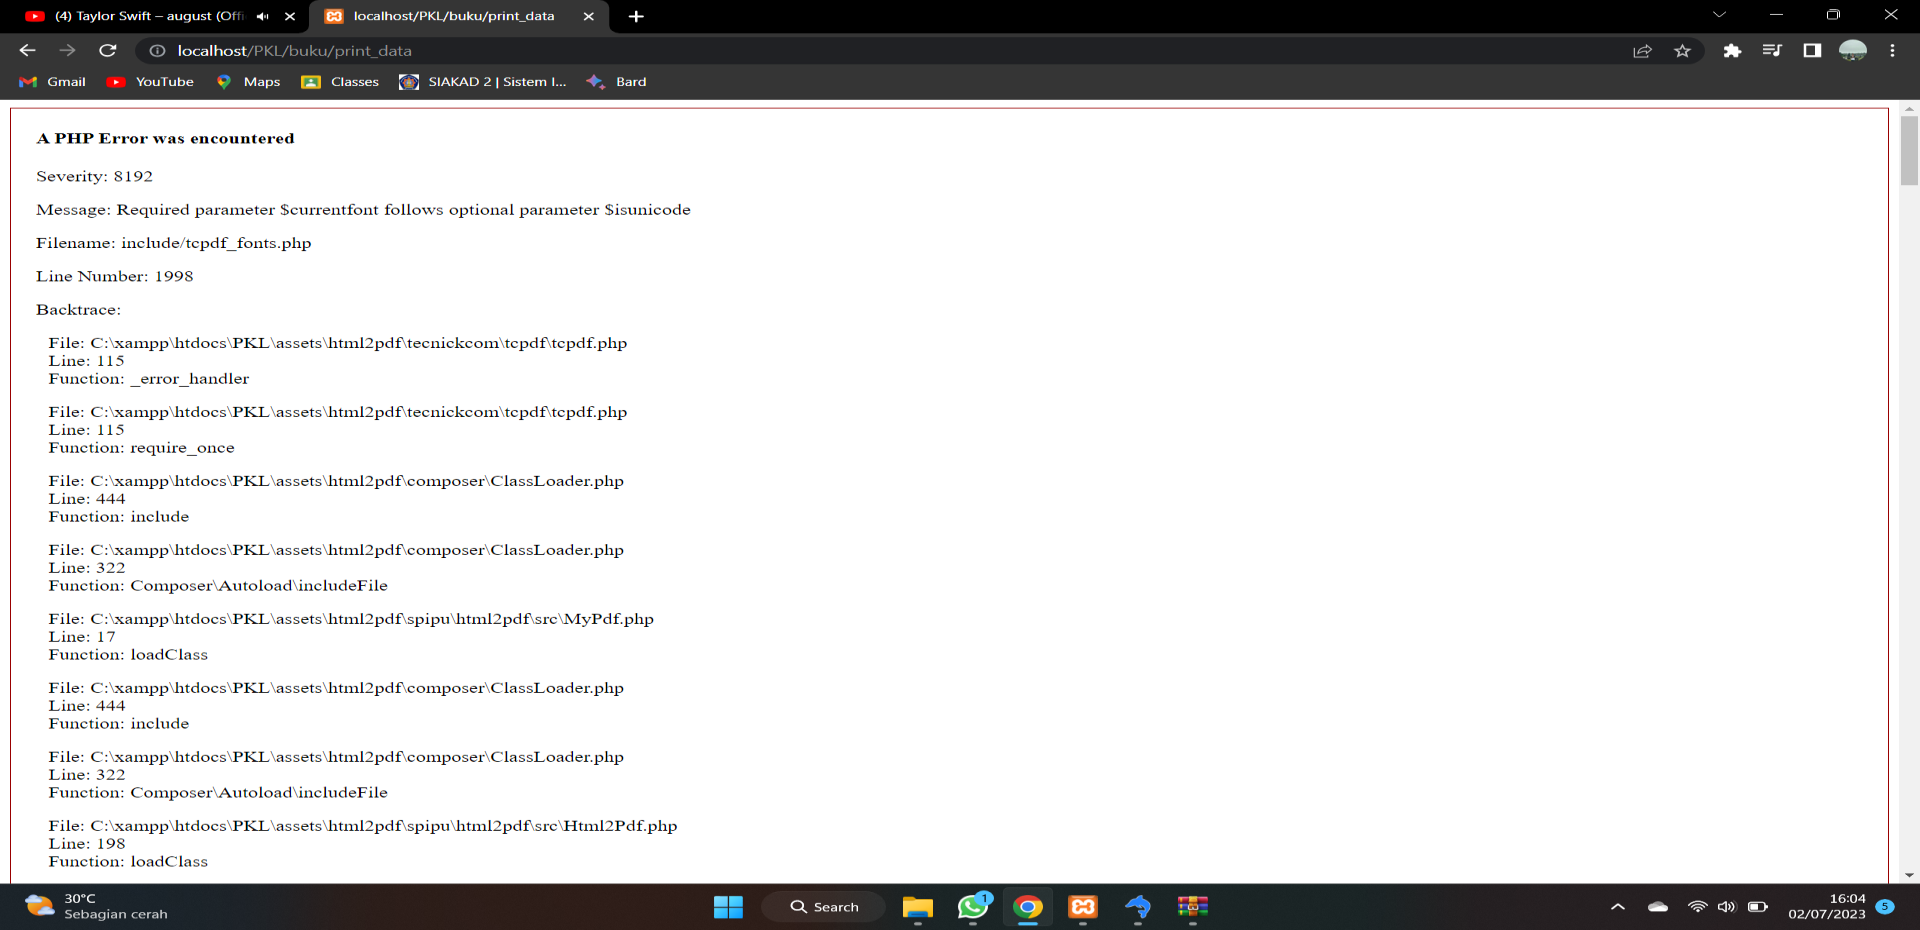 (4) Taylor Swift – august (Offi
localhost/PKL/buku/print_data
localhost/PKL/buku/print_data
Gmail YouTube Maps Classes SIAKAD 2 | Sistem I... Bard
A PHP Error was encountered
Severity: 8192
Message: Required parameter $currentfont follows optional parameter $isunicode
Filename: include/tcpdf_fonts.php
Line Number: 1998
Backtrace:
File: C:\xampp\htdocs\PKL\assets\html2pdf\tecnickcom\tcpdf\tcpdf.php
Line: 115
Function: _error_handler
File: C:\xampp\htdocs\PKL\assets\html2pdf\tecnickcom\tcpdf\tcpdf.php
Line: 115
Function: require_once
File: C:\xampp\htdocs\PKL\assets\html2pdf\composer\ClassLoader.php
Line: 444
Function: include
File: C:\xampp\htdocs\PKL\assets\html2pdf\composer\ClassLoader.php
Line: 322
Function: Composer\Autoload\includeFile
File: C:\xampp\htdocs\PKL\assets\html2pdf\spipu\html2pdf\src\MyPdf.php
Line: 17
Function: loadClass
File: C:\xampp\htdocs\PKL\assets\html2pdf\composer\ClassLoader.php
Line: 444
Function: include
File: C:\xampp\htdocs\PKL\assets\html2pdf\composer\ClassLoader.php
Line: 322
Function: Composer\Autoload\includeFile
File: C:\xampp\htdocs\PKL\assets\html2pdf\spipu\html2pdf\src\Html2Pdf.php
Line: 198
Function: loadClass
30°C
Sebagian cerah
Search
1
16:04
02/07/2023
5